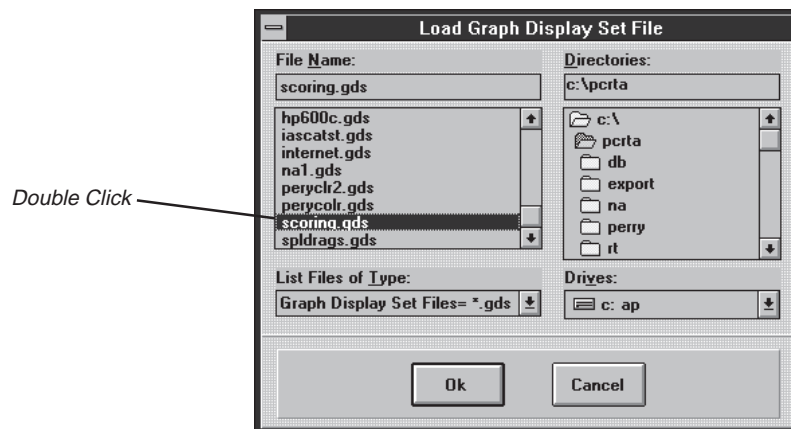 Load Graph Display Set File
File Name:
scoring.gds
hp600c.gds
iascatst.gds
internet.gds
na1.gds
peryclr2.gds
perycolr.gds
scoring.gds
spldrags.gds
List Files of Type:
Graph Display Set Files= *.gds
Directories:
c:\pcrta
c:\
pcrta
db
export
na
perry
rt
Drives:
c: ap
Double Click
Ok
Cancel